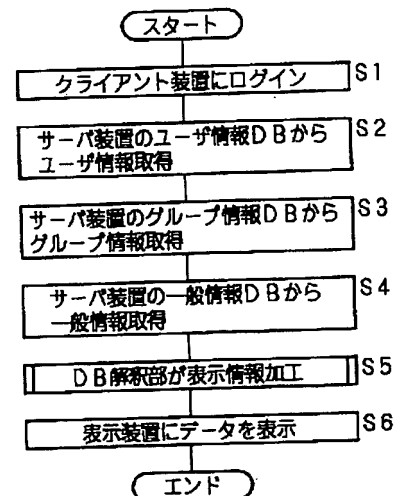 スタート
クライアント装置にログイン S1
サーバ装置のユーザ情報DBから S2
ユーザ情報取得
サーバ装置のグループ情報DBから S3
グループ情報取得
サーバ装置の一般情報DBから S4
一般情報取得
DB解釈部が表示情報加工 S5
表示装置にデータを表示 S6
エンド